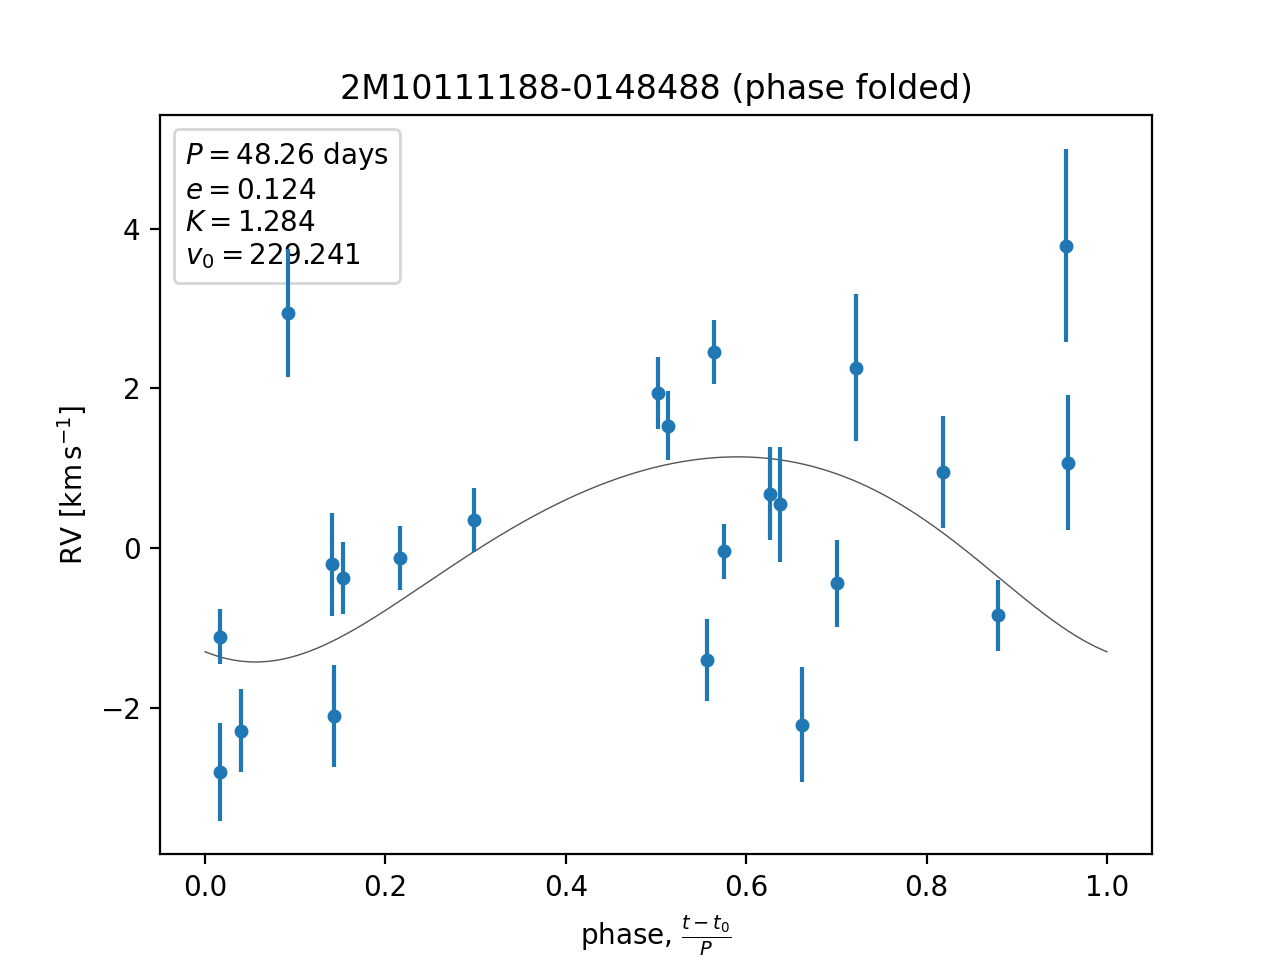 2M10111188-0148488 (phase folded)
P = 48.26 days
e = 0.124
K = 1.284
v₀ = 229.241
RV [km s⁻¹]
4
2
0
−2
0.0 0.2 0.4 0.6 0.8 1.0
phase, (t − t₀)/P